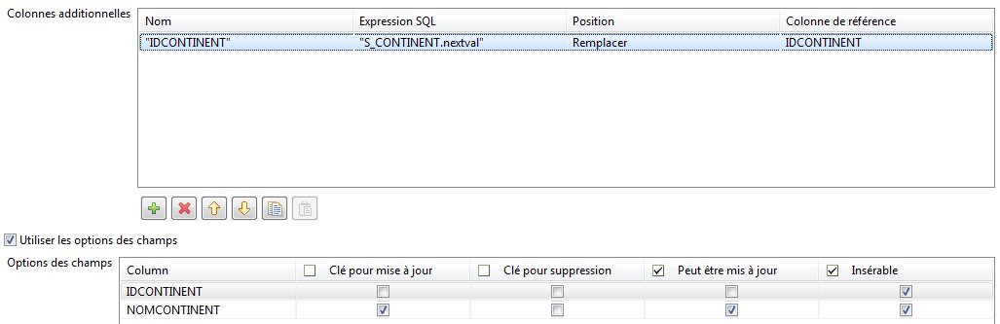 Colonnes additionnelles
Nom Expression SQL Position Colonne de référence
"IDCONTINENT" "S_CONTINENT.nextval" Remplacer IDCONTINENT
Utiliser les options des champs
Options des champs
Column Clé pour mise à jour Clé pour suppression Peut être mis à jour Insérable
IDCONTINENT
NOMCONTINENT